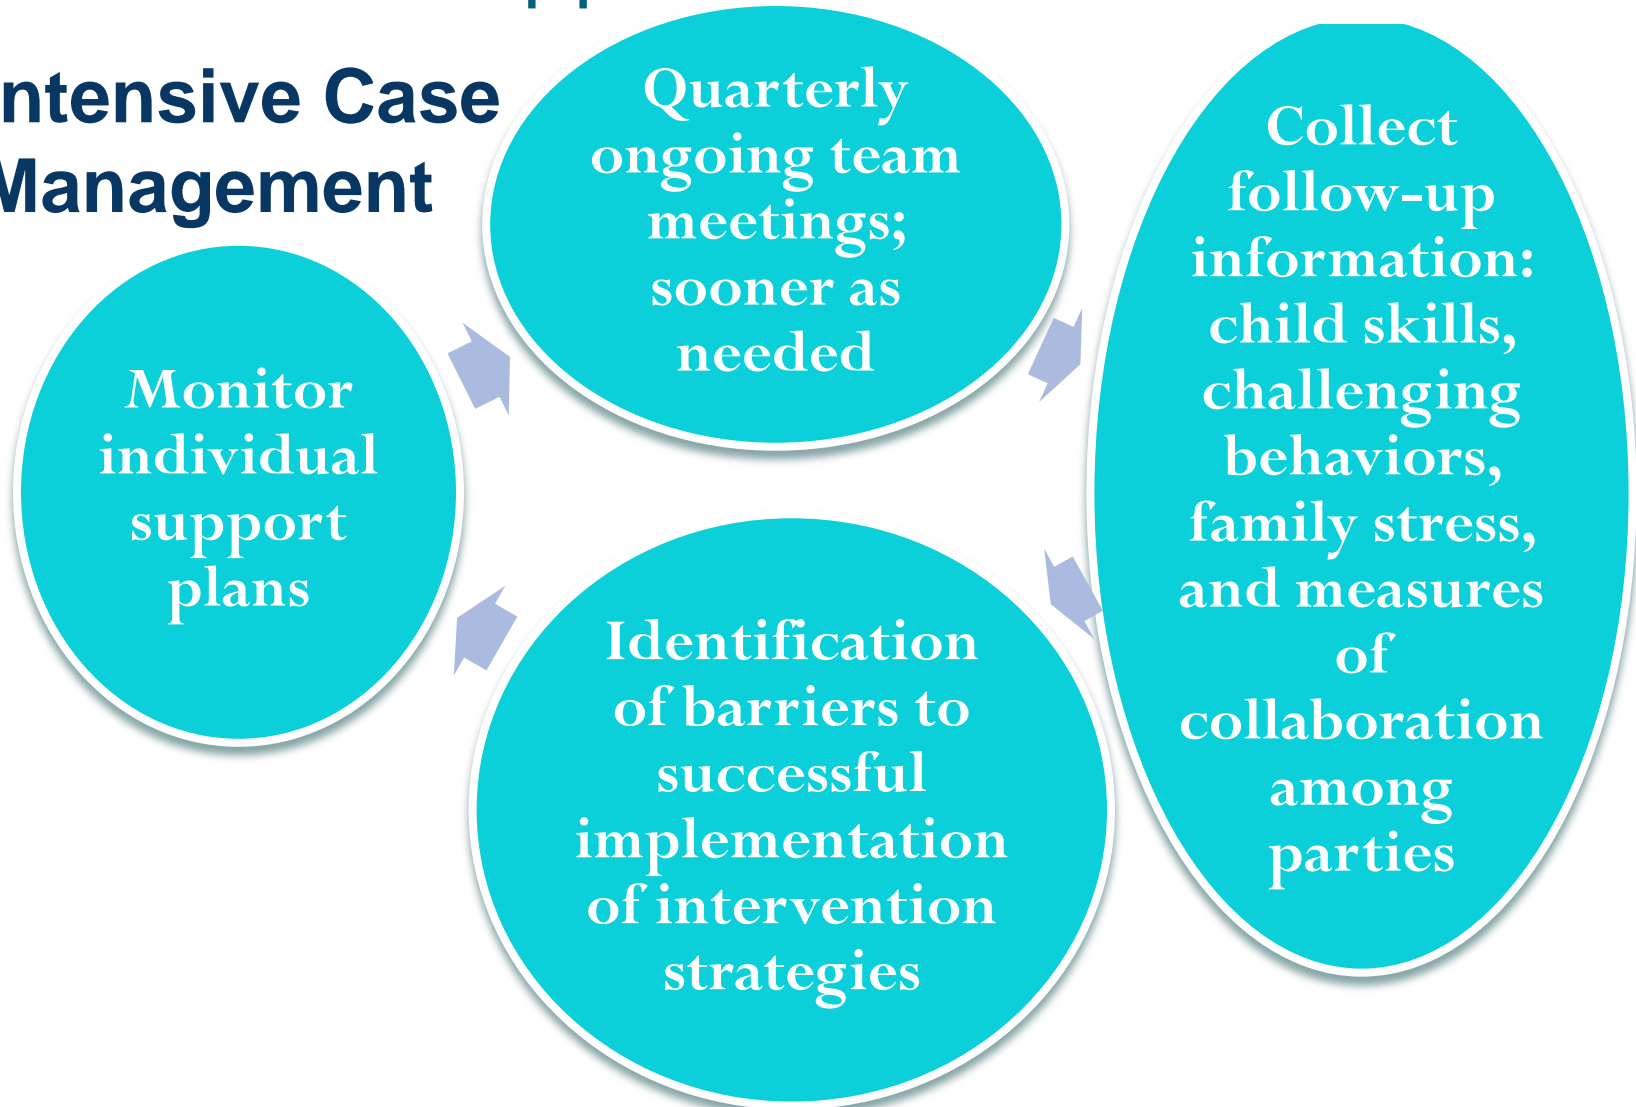 ntensive Case
Management
Quarterly
ongoing team
meetings;
sooner as
needed
Collect
follow-up
information:
child skills,
challenging
behaviors,
family stress,
and measures
of
collaboration
among
parties
Identification
of barriers to
successful
implementation
of intervention
strategies
Monitor
individual
support
plans